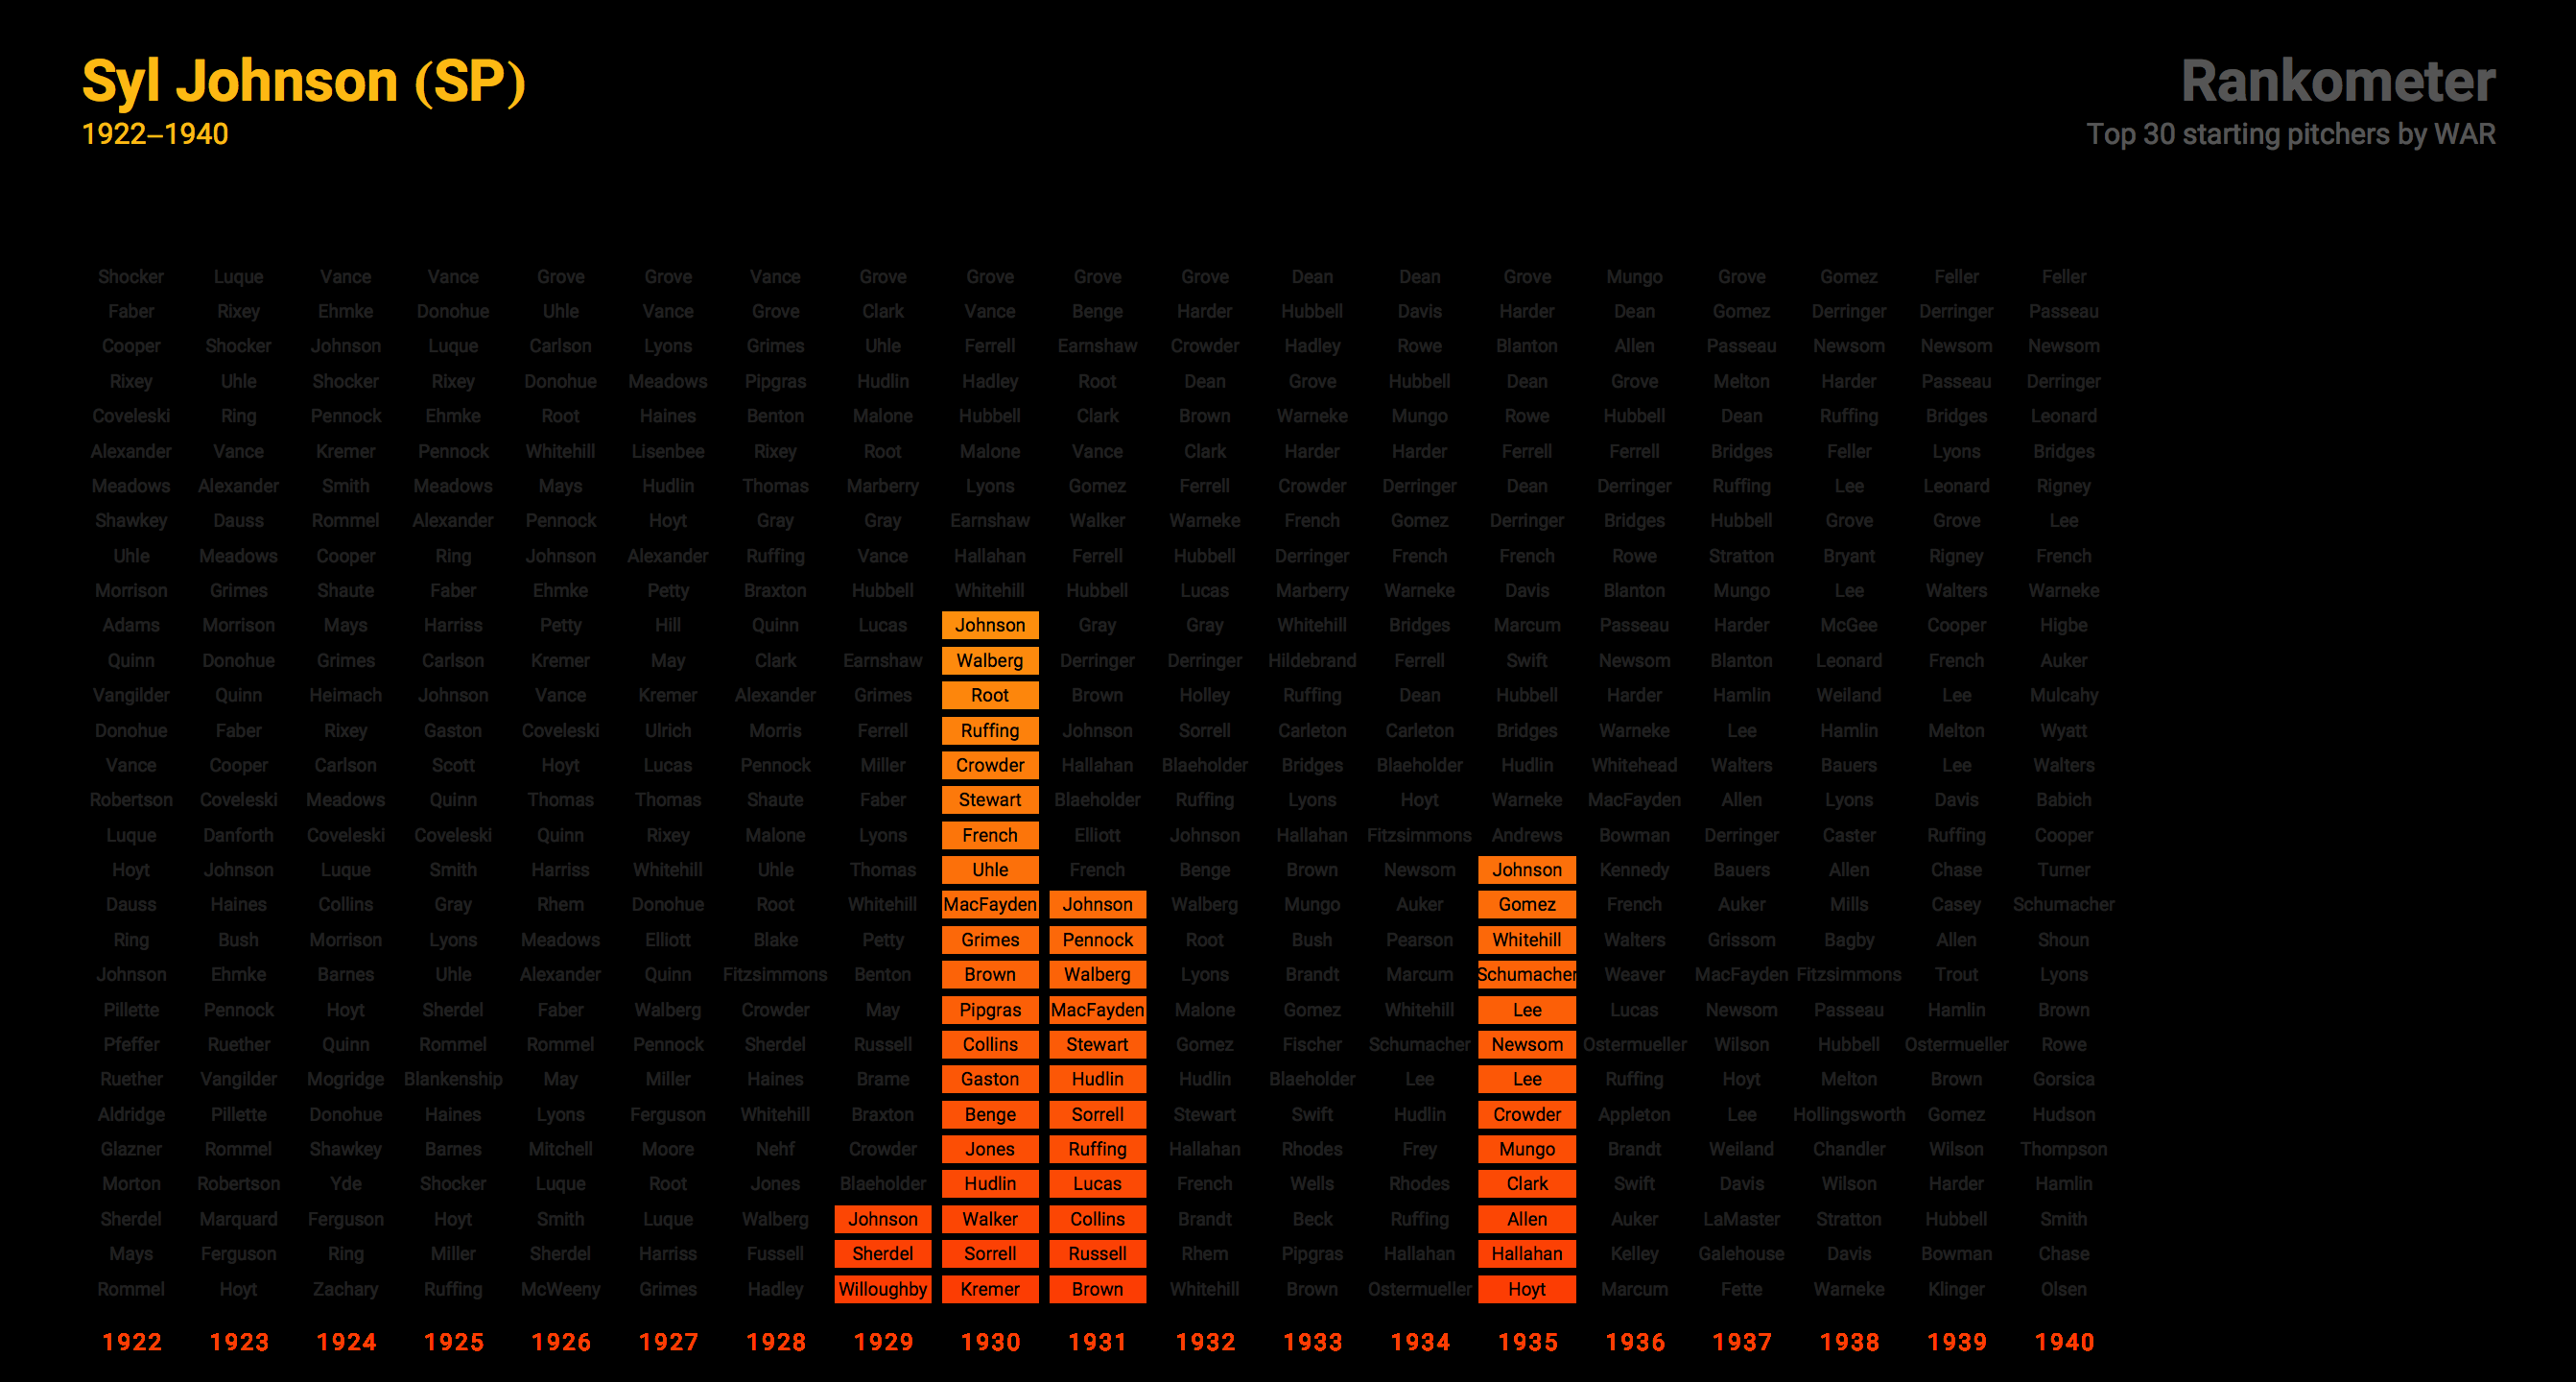 Syl Johnson (SP)
1922–1940
Rankometer
Top 30 starting pitchers by WAR
Shocker Luque Vance Vance Grove Grove Vance Grove Grove Grove Grove Dean Dean Grove Mungo Grove Gomez Feller Feller
Faber Rixey Ehmke Donohue Uhle Vance Grove Clark Vance Benge Harder Hubbell Davis Harder Dean Gomez Derringer Derringer Passeau
Cooper Shocker Johnson Luque Carlson Lyons Grimes Uhle Ferrell Earnshaw Crowder Hadley Rowe Blanton Allen Passeau Newsom Newsom Newsom
Rixey Uhle Shocker Rixey Donohue Meadows Pipgras Hudlin Hadley Root Dean Grove Hubbell Dean Grove Melton Harder Passeau Derringer
Coveleski Ring Pennock Ehmke Root Haines Benton Malone Hubbell Clark Brown Warneke Mungo Rowe Hubbell Dean Ruffing Bridges Leonard
Alexander Vance Kremer Pennock Whitehill Lisenbee Rixey Root Malone Vance Clark Harder Harder Ferrell Ferrell Bridges Feller Lyons Bridges
Meadows Alexander Smith Meadows Mays Hudlin Thomas Marberry Lyons Gomez Ferrell Crowder Derringer Dean Derringer Ruffing Lee Leonard Rigney
Shawkey Dauss Rommel Alexander Pennock Hoyt Gray Gray Earnshaw Walker Warneke French Gomez Derringer Bridges Hubbell Grove Grove Lee
Uhle Meadows Cooper Ring Johnson Alexander Ruffing Vance Hallahan Ferrell Hubbell Derringer French French Rowe Stratton Bryant Rigney French
Morrison Grimes Shaute Faber Ehmke Petty Braxton Hubbell Whitehill Hubbell Lucas Marberry Warneke Davis Blanton Mungo Lee Walters Warneke
Adams Morrison Mays Harriss Petty Hill Quinn Lucas Johnson Gray Gray Whitehill Bridges Marcum Passeau Harder McGee Cooper Higbe
Quinn Donohue Grimes Carlson Kremer May Clark Earnshaw Walberg Derringer Derringer Hildebrand Ferrell Swift Newsom Blanton Leonard French Auker
Vangilder Quinn Heimach Johnson Vance Kremer Alexander Grimes Root Brown Holley Ruffing Dean Hubbell Harder Hamlin Weiland Lee Mulcahy
Donohue Faber Rixey Gaston Coveleski Ulrich Morris Ferrell Ruffing Johnson Sorrell Carleton Carleton Bridges Warneke Lee Hamlin Melton Wyatt
Vance Cooper Carlson Scott Hoyt Lucas Pennock Miller Crowder Hallahan Blaeholder Bridges Blaeholder Hudlin Whitehead Walters Bauers Lee Walters
Robertson Coveleski Meadows Quinn Thomas Thomas Shaute Faber Stewart Blaeholder Ruffing Lyons Hoyt Warneke MacFayden Allen Lyons Davis Babich
Luque Danforth Coveleski Coveleski Quinn Rixey Malone Lyons French Elliott Johnson Hallahan Fitzsimmons Andrews Bowman Derringer Caster Ruffing Cooper
Hoyt Johnson Luque Smith Harriss Whitehill Uhle Thomas Uhle French Benge Brown Newsom Johnson Kennedy Bauers Allen Chase Turner
Dauss Haines Collins Gray Rhem Donohue Root Whitehill MacFayden Johnson Walberg Mungo Auker Gomez French Auker Mills Casey Schumacher
Ring Bush Morrison Lyons Meadows Elliott Blake Petty Grimes Pennock Root Bush Pearson Whitehill Walters Grissom Bagby Allen Shoun
Johnson Ehmke Barnes Uhle Alexander Quinn Fitzsimmons Benton Brown Walberg Lyons Brandt Marcum Schumacher Weaver MacFayden Fitzsimmons Trout Lyons
Pillette Pennock Hoyt Sherdel Faber Walberg Crowder May Pipgras MacFayden Malone Gomez Whitehill Lee Lucas Newsom Passeau Hamlin Brown
Pfeffer Ruether Quinn Rommel Rommel Pennock Sherdel Russell Collins Stewart Gomez Fischer Schumacher Newsom Ostermueller Wilson Hubbell Ostermueller Rowe
Ruether Vangilder Mogridge Blankenship May Miller Haines Brame Gaston Hudlin Hudlin Blaeholder Lee Lee Ruffing Hoyt Melton Brown Gorsica
Aldridge Pillette Donohue Haines Lyons Ferguson Whitehill Braxton Benge Sorrell Stewart Swift Hudlin Crowder Appleton Lee Hollingsworth Gomez Hudson
Glazner Rommel Shawkey Barnes Mitchell Moore Nehf Crowder Jones Ruffing Hallahan Rhodes Frey Mungo Brandt Weiland Chandler Wilson Thompson
Morton Robertson Yde Shocker Luque Root Jones Blaeholder Hudlin Lucas French Wells Rhodes Clark Swift Davis Wilson Harder Hamlin
Sherdel Marquard Ferguson Hoyt Smith Luque Walberg Johnson Walker Collins Brandt Beck Ruffing Allen Auker LaMaster Stratton Hubbell Smith
Mays Ferguson Ring Miller Sherdel Harriss Fussell Sherdel Sorrell Russell Rhem Pipgras Hallahan Hallahan Kelley Galehouse Davis Bowman Chase
Rommel Hoyt Zachary Ruffing McWeeny Grimes Hadley Willoughby Kremer Brown Whitehill Brown Ostermueller Hoyt Marcum Fette Warneke Klinger Olsen
1922 1923 1924 1925 1926 1927 1928 1929 1930 1931 1932 1933 1934 1935 1936 1937 1938 1939 1940